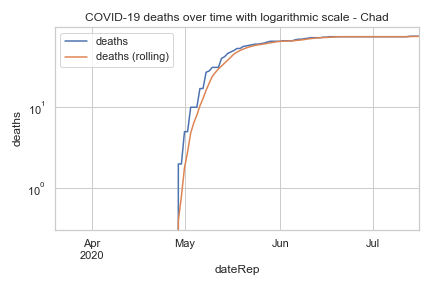 COVID-19 deaths over time with logarithmic scale - Chad
deaths
deaths (rolling)
deaths
10¹
10⁰
Apr
2020
May
Jun
Jul
dateRep